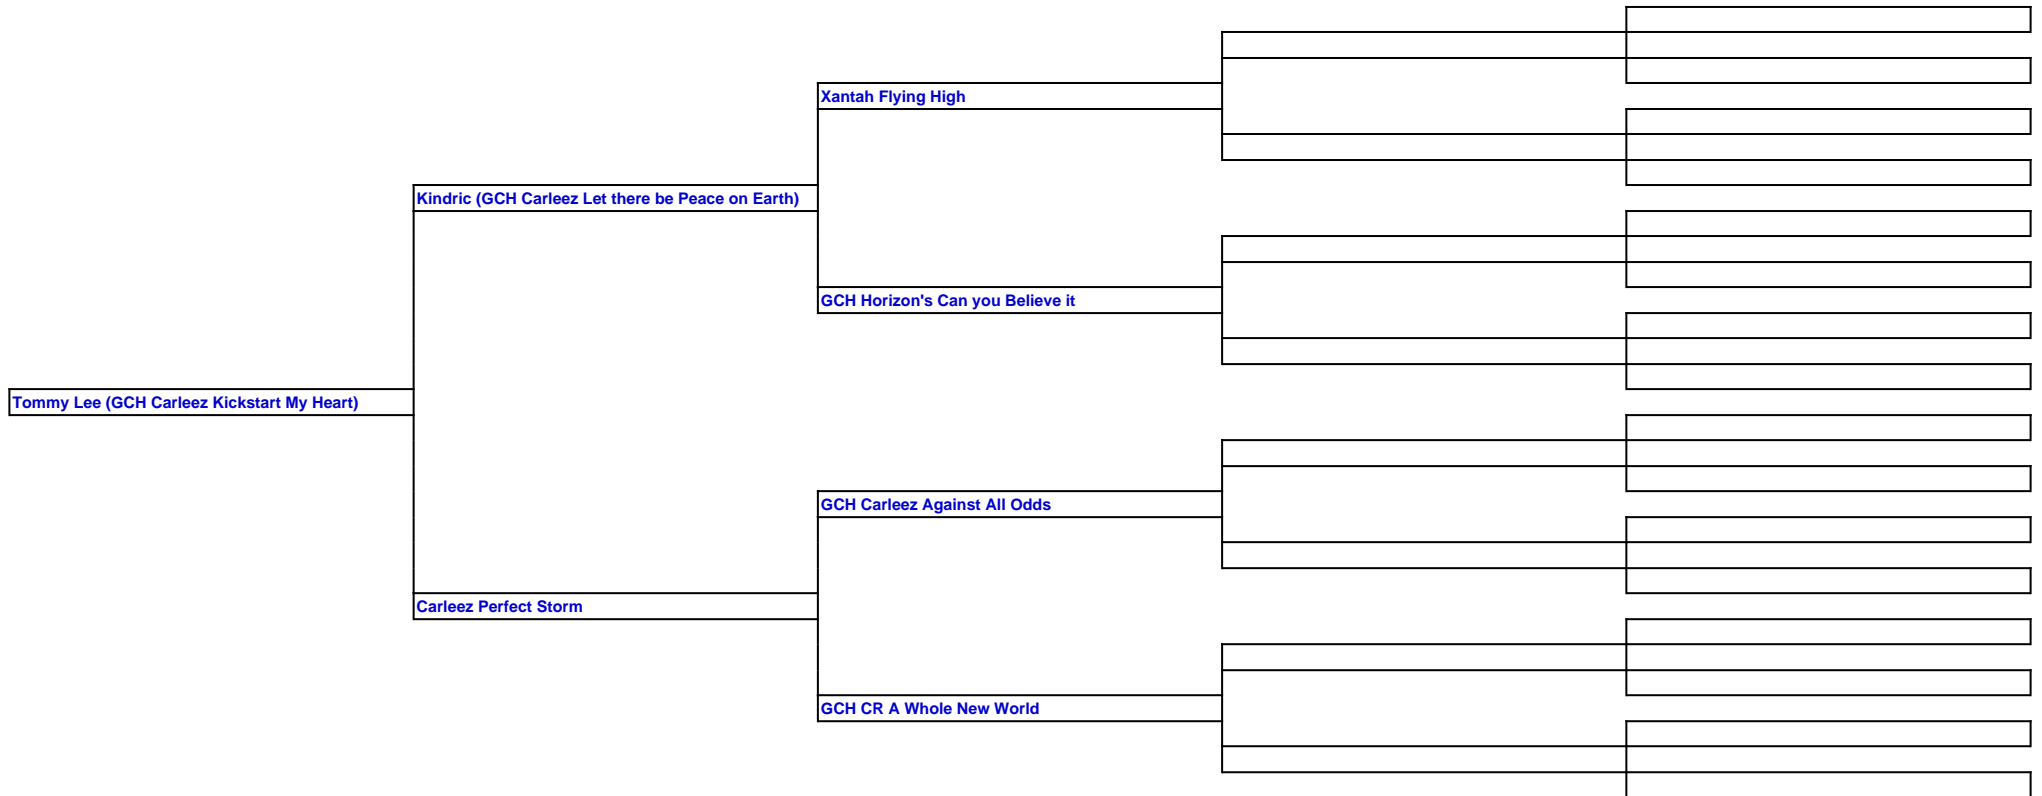 Xantah Flying High
Kindric (GCH Carleez Let there be Peace on Earth)
GCH Horizon's Can you Believe it
Tommy Lee (GCH Carleez Kickstart My Heart)
GCH Carleez Against All Odds
Carleez Perfect Storm
GCH CR A Whole New World